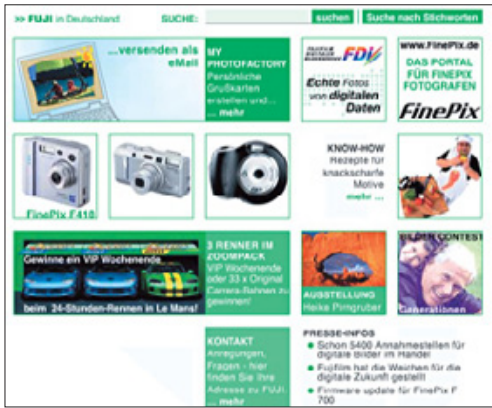 >> FUJI in Deutschland
SUCHE:
suchen
Suche nach Stichworten
...versenden als
eMail
MY
PHOTOFACTORY
Persönliche
Grußkarten
erstellen und...
... mehr
FDi
Echte Fotos
von digitalen
Daten
www.FinePix.de
DAS PORTAL
FÜR FINEPIX
FOTOGRAFEN
FinePix
FinePix F410
KNOW-HOW
Rezepte für
knackscharfe
Motive
mehr ...
Gewinne ein VIP Wochenende
beim 24-Stunden-Rennen in Le Mans!
3 RENNER IM
ZOOMPACK
VIP Wochenende
oder 33 x Original
Carrera-Bahnen zu
gewinnen!
AUSSTELLUNG
Heike Pirngruber
BILDER CONTEST
Generationen
KONTAKT
Anregungen,
Fragen - hier
finden Sie Ihre
Adresse zu FUJI.
... mehr
PRESSE-INFOS
Schon 5400 Annahmestellen für
digitale Bilder im Handel
Fujifilm hat die Weichen für die
digitale Zukunft gestellt
Firmware update für FinePix F
700